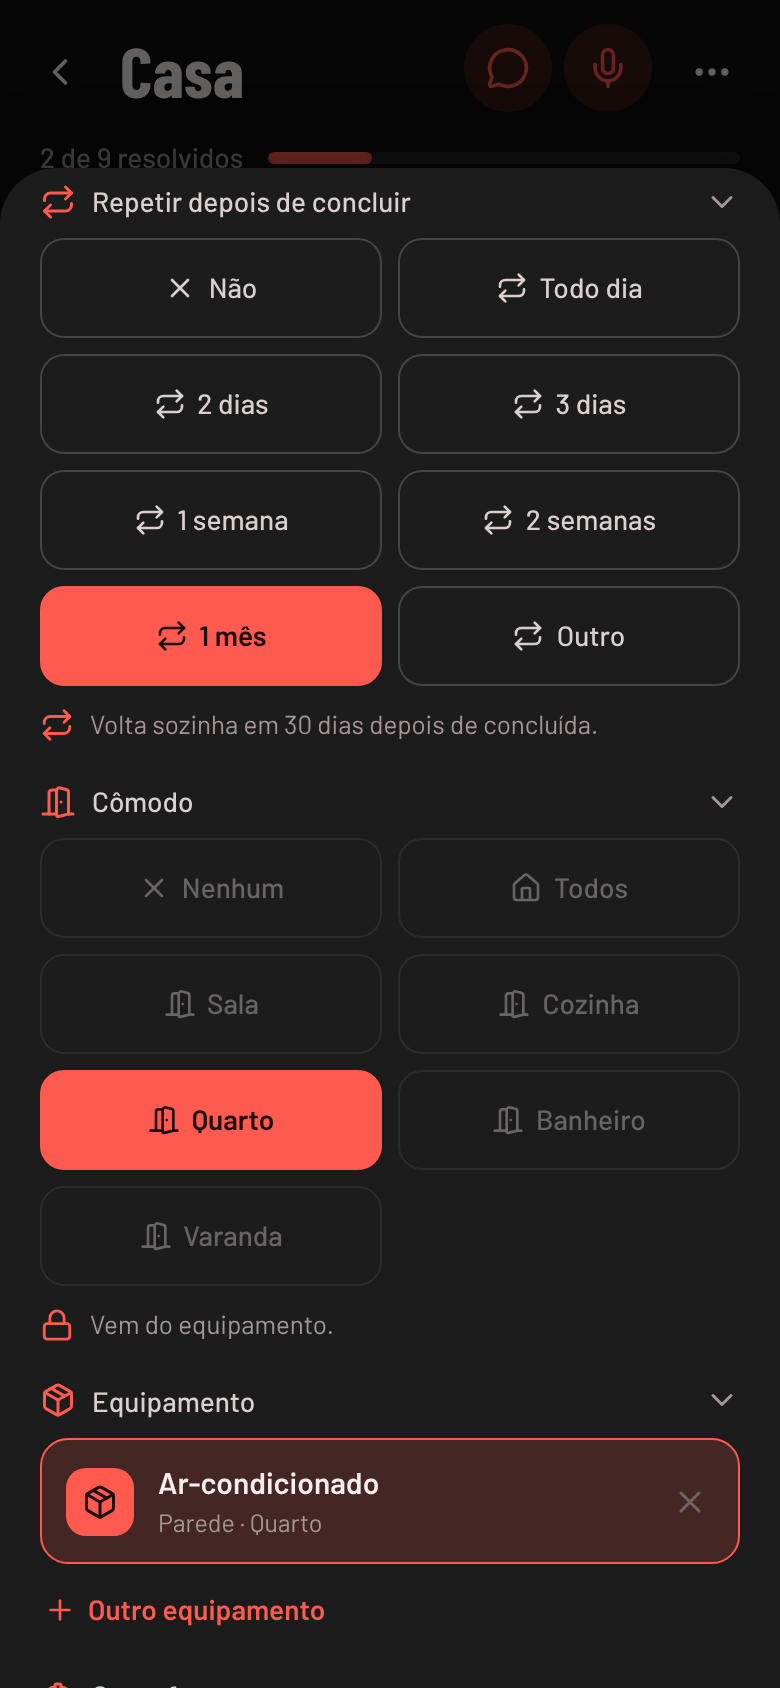 Casa
2 de 9 resolvidos
Repetir depois de concluir
Não
Todo dia
2 dias
3 dias
1 semana
2 semanas
1 mês
Outro
Volta sozinha em 30 dias depois de concluída.
Cômodo
Nenhum
Todos
Sala
Cozinha
Quarto
Banheiro
Varanda
Vem do equipamento.
Equipamento
Ar-condicionado
Parede · Quarto
Outro equipamento